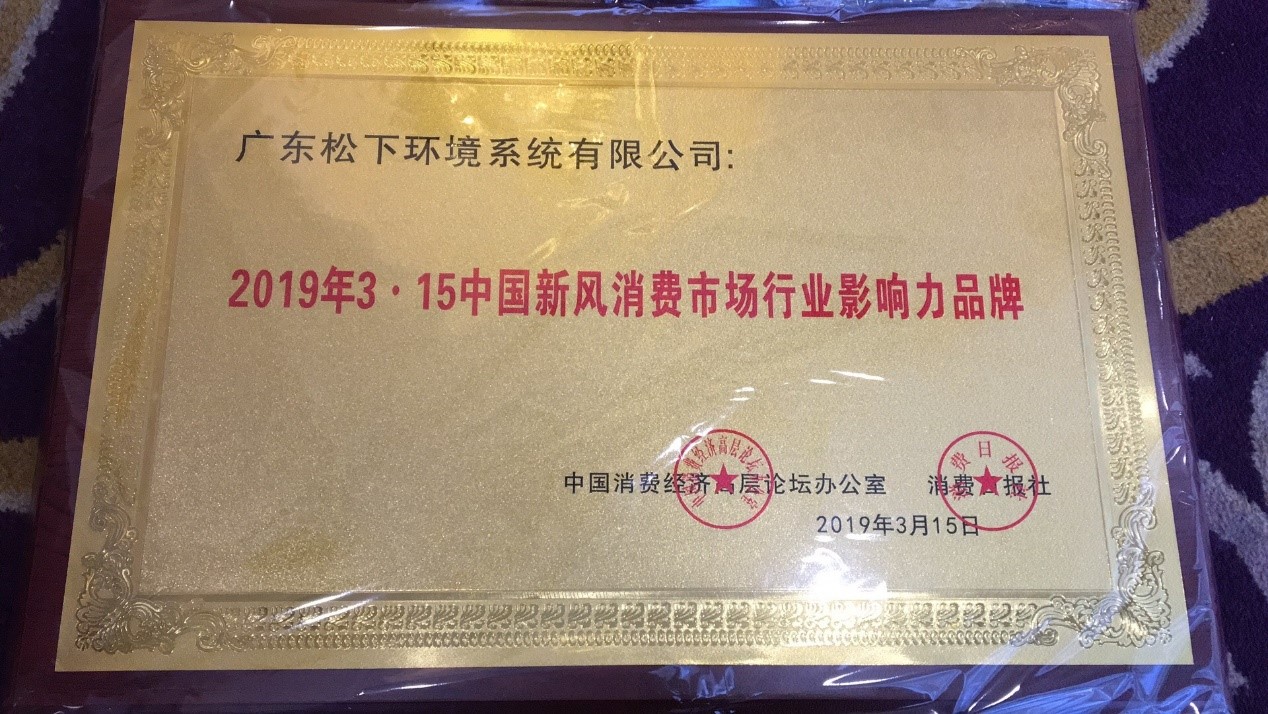 广东松下环境系统有限公司:
2019年3·15中国新风消费市场行业影响力品牌
中国消费经济高层论坛办公室 消费日报社
2019年3月15日